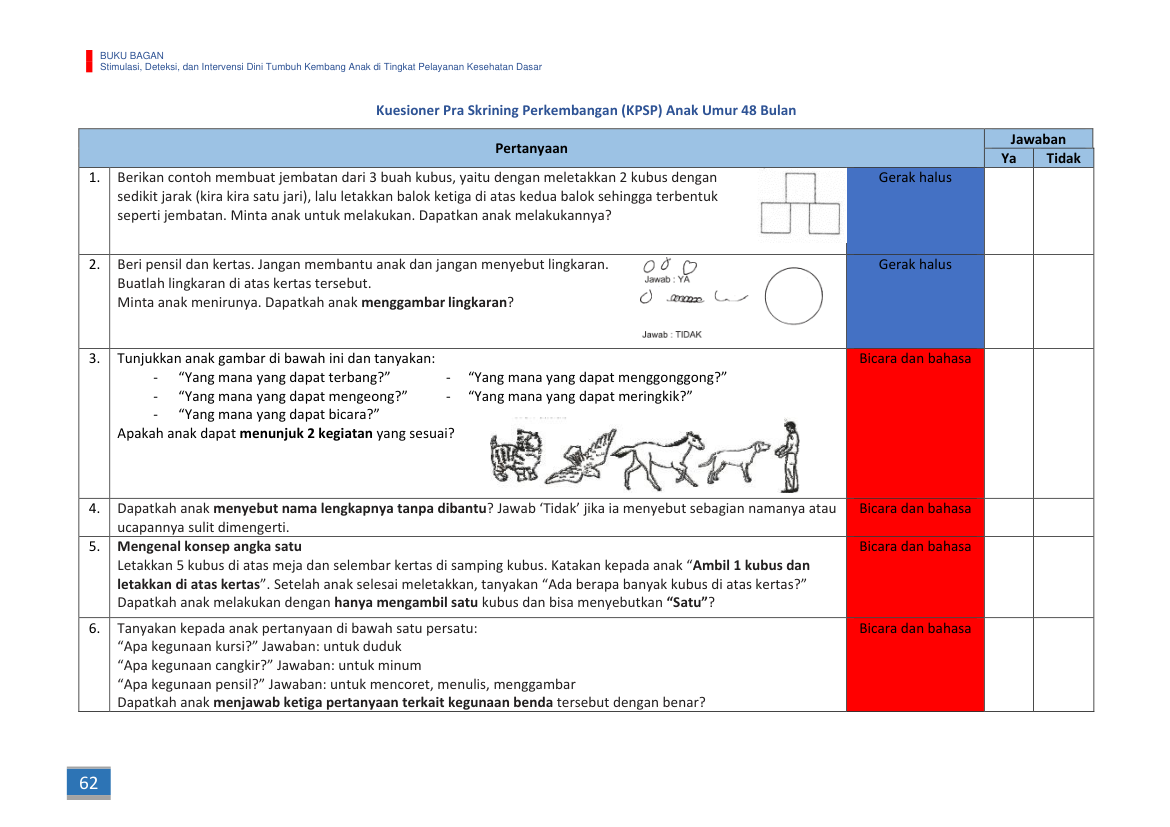 BUKU BAGAN
Stimulasi, Deteksi, dan Intervensi Dini Tumbuh Kembang Anak di Tingkat Pelayanan Kesehatan Dasar
Kuesioner Pra Skrining Perkembangan (KPSP) Anak Umur 48 Bulan
Pertanyaan
Jawaban
Ya Tidak
1. Berikan contoh membuat jembatan dari 3 buah kubus, yaitu dengan meletakkan 2 kubus dengan
sedikit jarak (kira kira satu jari), lalu letakkan balok ketiga di atas kedua balok sehingga terbentuk
seperti jembatan. Minta anak untuk melakukan. Dapatkan anak melakukannya?
Gerak halus
2. Beri pensil dan kertas. Jangan membantu anak dan jangan menyebut lingkaran.
Buatlah lingkaran di atas kertas tersebut.
Minta anak menirunya. Dapatkah anak menggambar lingkaran?
Jawab : YA
Jawab : TIDAK
Gerak halus
3. Tunjukkan anak gambar di bawah ini dan tanyakan:
- “Yang mana yang dapat terbang?” - “Yang mana yang dapat menggonggong?”
- “Yang mana yang dapat mengeong?” - “Yang mana yang dapat meringkik?”
- “Yang mana yang dapat bicara?”
Apakah anak dapat menunjuk 2 kegiatan yang sesuai?
Bicara dan bahasa
4. Dapatkah anak menyebut nama lengkapnya tanpa dibantu? Jawab ‘Tidak’ jika ia menyebut sebagian namanya atau
ucapannya sulit dimengerti.
Bicara dan bahasa
5. Mengenal konsep angka satu
Letakkan 5 kubus di atas meja dan selembar kertas di samping kubus. Katakan kepada anak “Ambil 1 kubus dan
letakkan di atas kertas”. Setelah anak selesai meletakkan, tanyakan “Ada berapa banyak kubus di atas kertas?”
Dapatkah anak melakukan dengan hanya mengambil satu kubus dan bisa menyebutkan “Satu”?
Bicara dan bahasa
6. Tanyakan kepada anak pertanyaan di bawah satu persatu:
“Apa kegunaan kursi?” Jawaban: untuk duduk
“Apa kegunaan cangkir?” Jawaban: untuk minum
“Apa kegunaan pensil?” Jawaban: untuk mencoret, menulis, menggambar
Dapatkah anak menjawab ketiga pertanyaan terkait kegunaan benda tersebut dengan benar?
Bicara dan bahasa
62